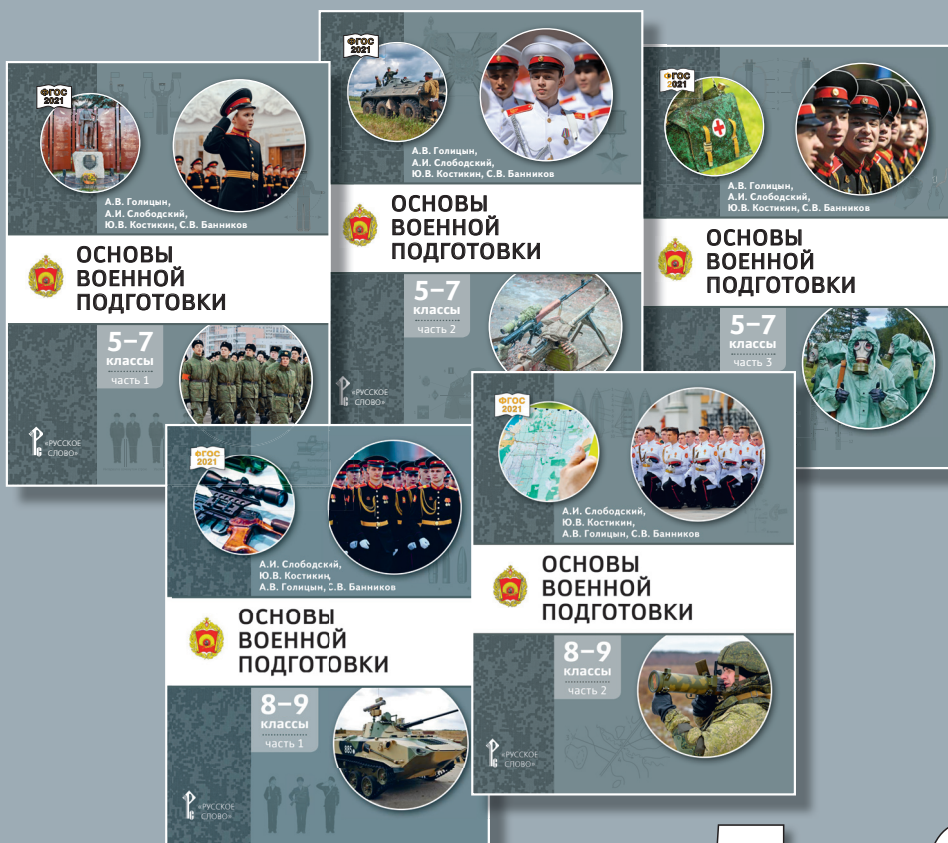 ФГОС
2021
А.В. Голицын,
А.И. Слободский,
Ю.В. Костикин, С.В. Банников
ОСНОВЫ
ВОЕННОЙ
ПОДГОТОВКИ
5–7
классы
часть 1
«РУССКОЕ
СЛОВО»
ФГОС
2021
А.В. Голицын,
А.И. Слободский,
Ю.В. Костикин, С.В. Банников
ОСНОВЫ
ВОЕННОЙ
ПОДГОТОВКИ
5–7
классы
часть 2
«РУССКОЕ
СЛОВО»
ФГОС
2021
А.В. Голицын,
А.И. Слободский,
Ю.В. Костикин, С.В. Банников
ОСНОВЫ
ВОЕННОЙ
ПОДГОТОВКИ
5–7
классы
часть 3
ФГОС
2021
А.И. Слободский,
Ю.В. Костикин,
А.В. Голицын, С.В. Банников
ОСНОВЫ
ВОЕННОЙ
ПОДГОТОВКИ
8–9
классы
часть 1
885
«РУССКОЕ
СЛОВО»
ФГОС
2021
А.И. Слободский,
Ю.В. Костикин,
А.В. Голицын, С.В. Банников
ОСНОВЫ
ВОЕННОЙ
ПОДГОТОВКИ
8–9
классы
часть 2
«РУССКОЕ
СЛОВО»